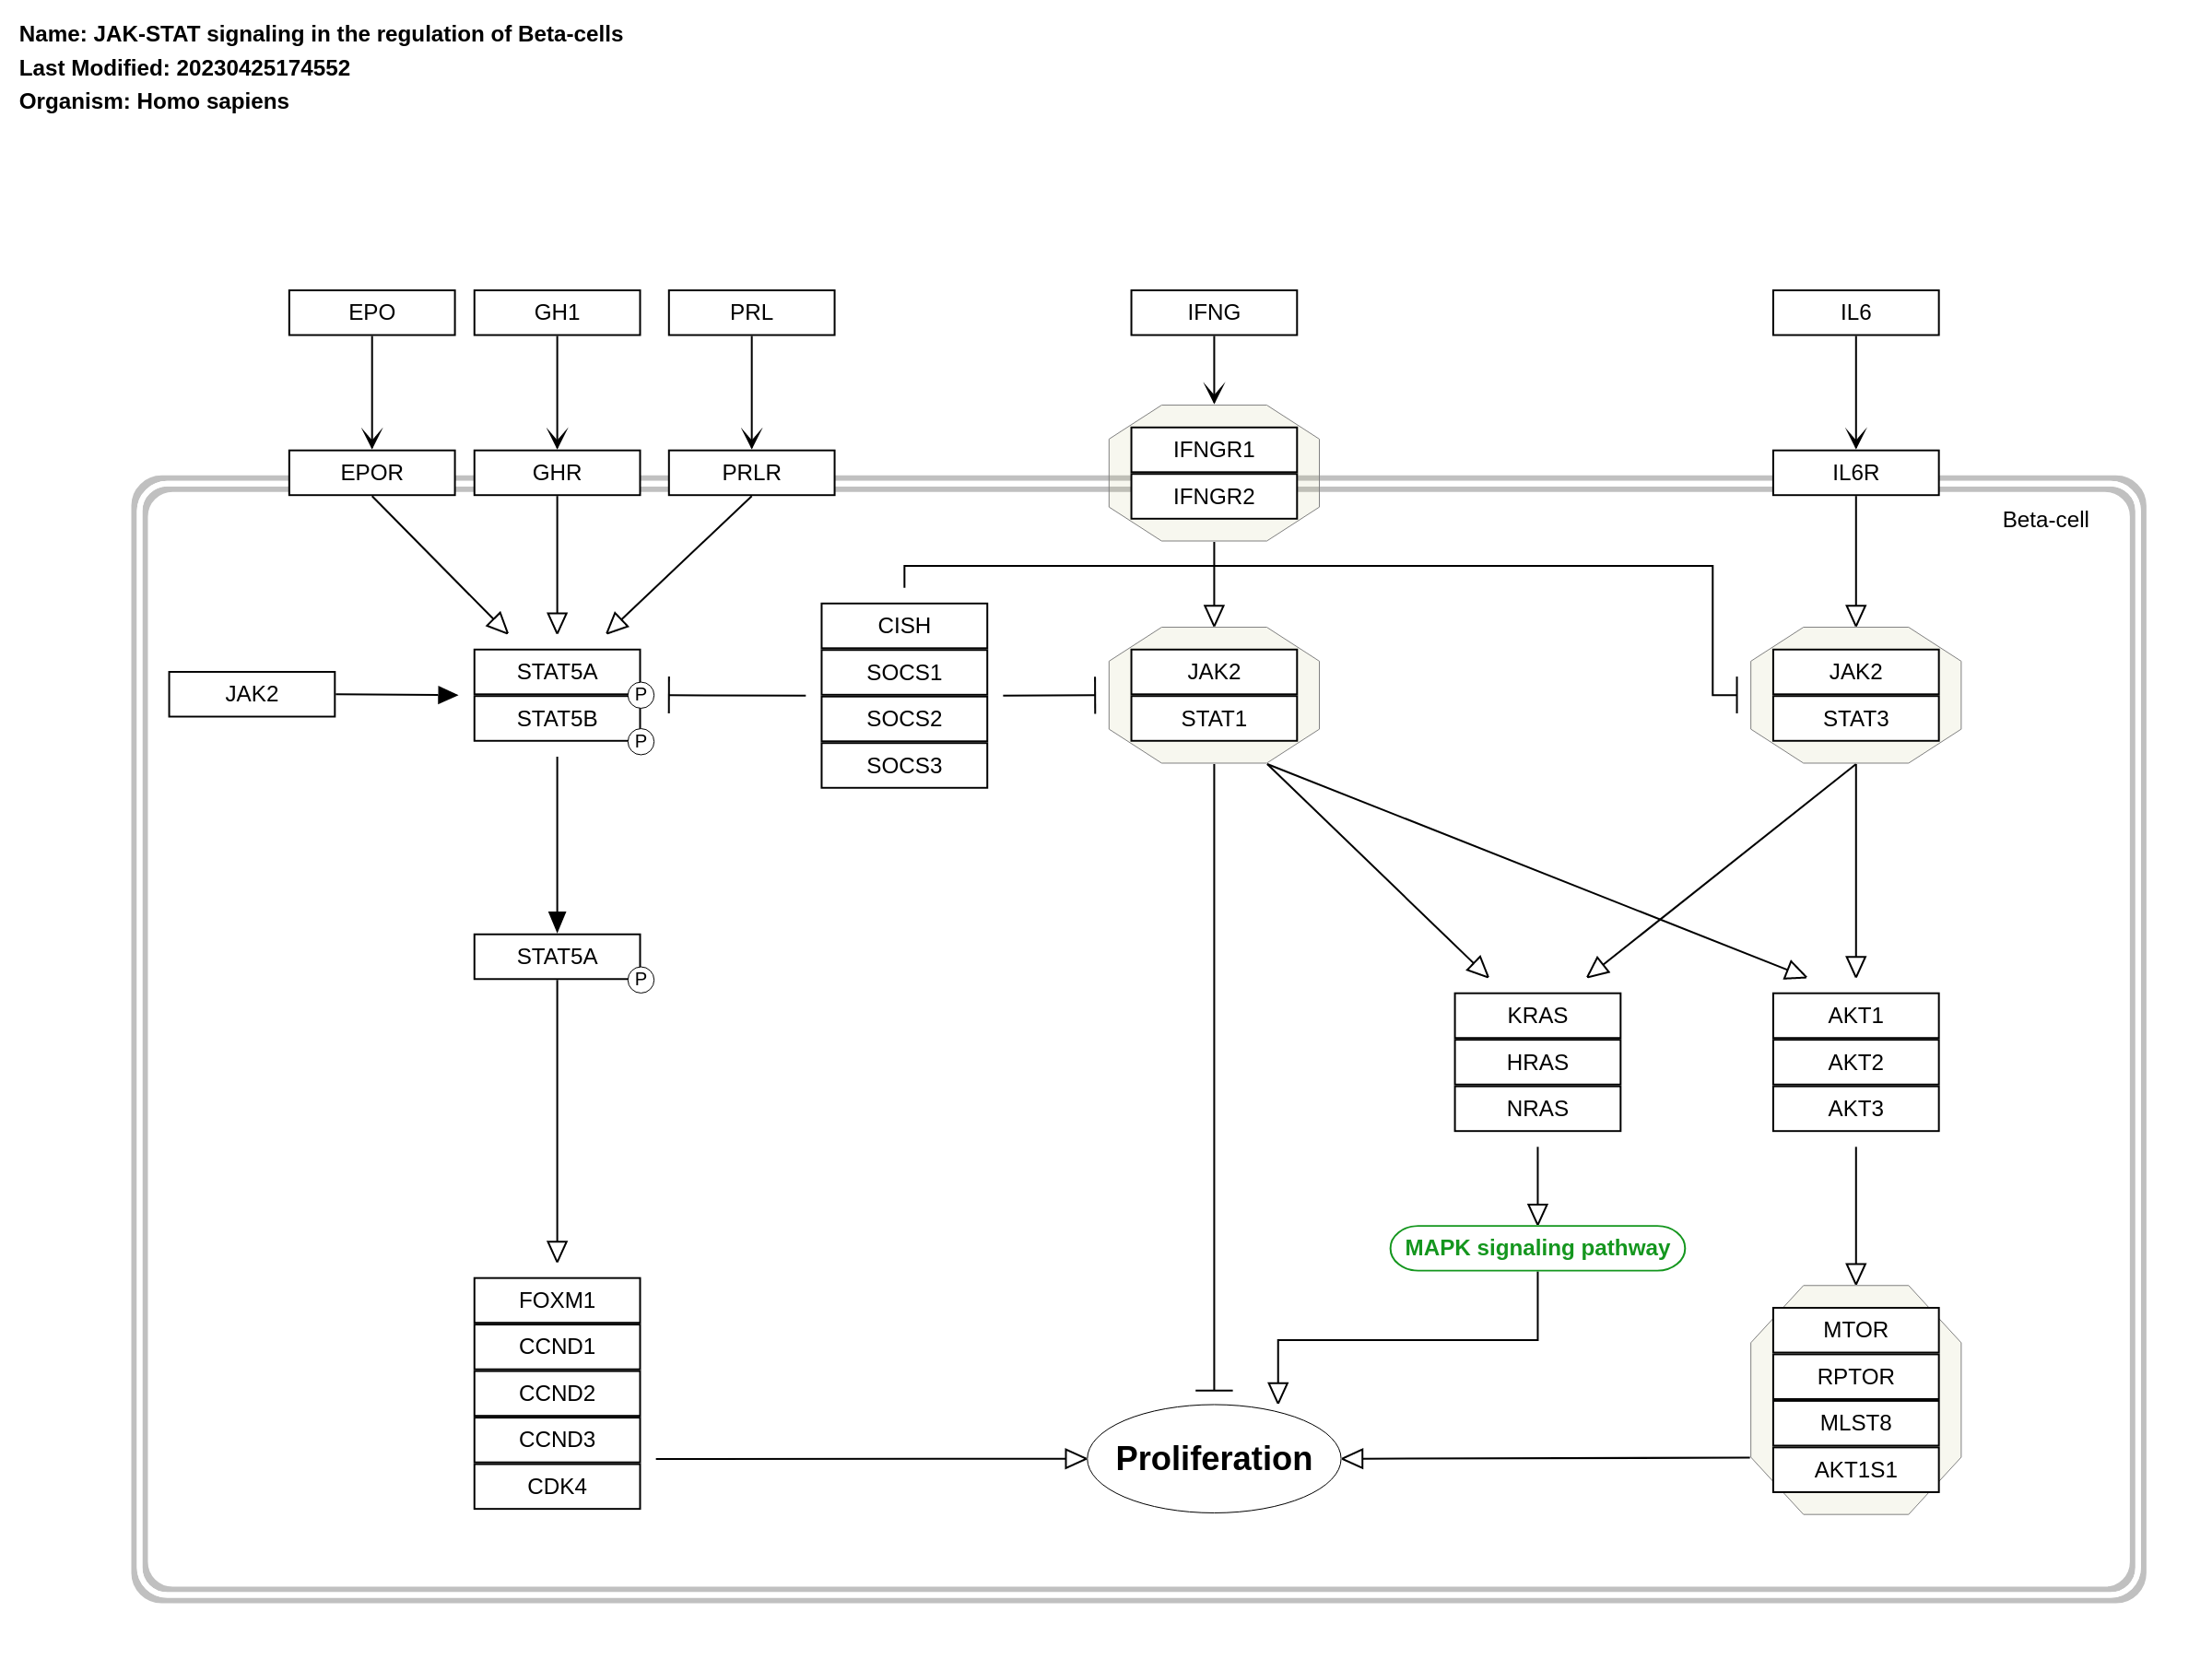 Name: JAK-STAT signaling in the regulation of Beta-cells
Last Modified: 20230425174552
Organism: Homo sapiens
EPO
GH1
PRL
IFNG
IL6
EPOR
GHR
PRLR
IFNGR1
IFNGR2
IL6R
Beta-cell
JAK2
STAT5A
P
STAT5B
P
CISH
SOCS1
SOCS2
SOCS3
JAK2
STAT1
JAK2
STAT3
STAT5A
P
KRAS
HRAS
NRAS
AKT1
AKT2
AKT3
MAPK signaling pathway
FOXM1
CCND1
CCND2
CCND3
CDK4
Proliferation
MTOR
RPTOR
MLST8
AKT1S1